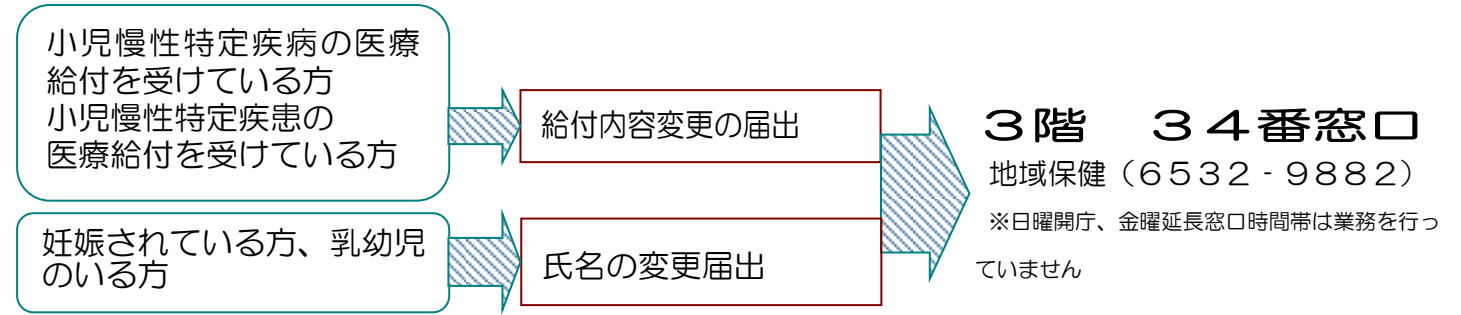 小児慢性特定疾病の医療
給付を受けている方
小児慢性特定疾患の
医療給付を受けている方
給付内容変更の届出
妊娠されている方、乳幼児
のいる方
氏名の変更届出
３階　３４番窓口
地域保健（６５３２‐９８８２）
※日曜開庁、金曜延長窓口時間帯は業務を行っ
ていません